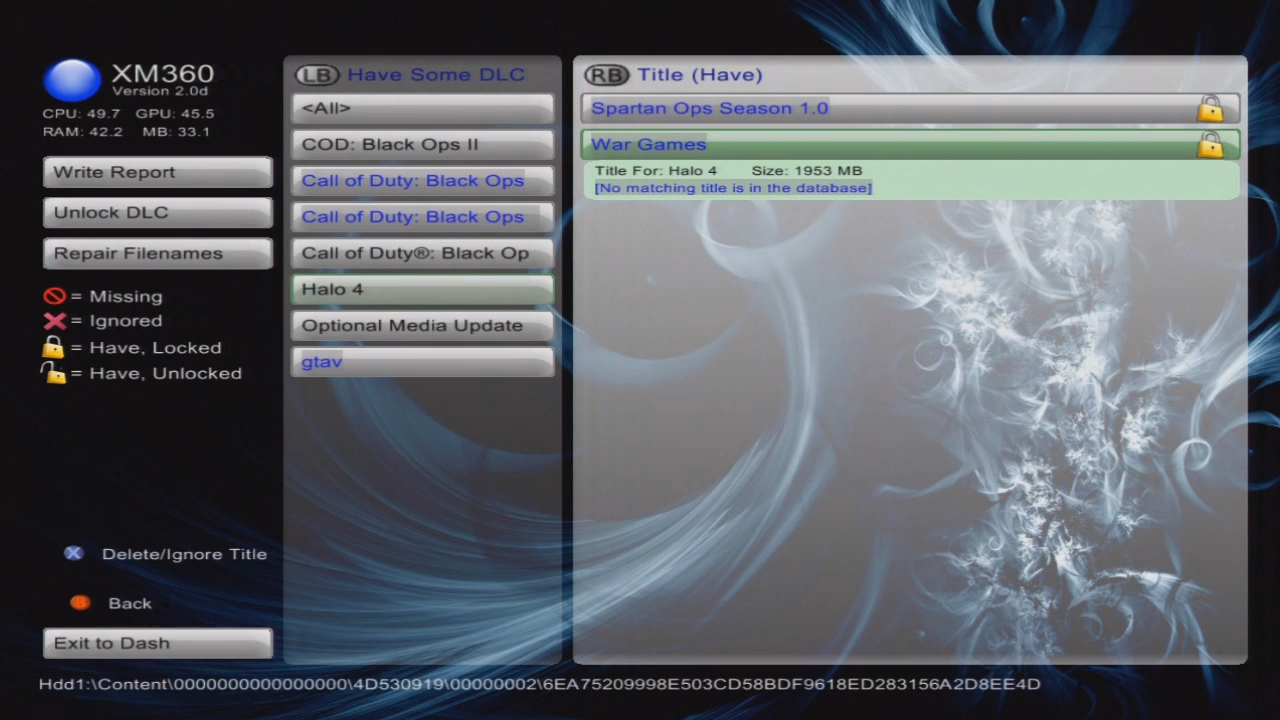 XM360
Version 2.0d
CPU: 49.7 GPU: 45.5
RAM: 42.2 MB: 33.1
Write Report
Unlock DLC
Repair Filenames
= Missing
= Ignored
= Have, Locked
= Have, Unlocked
X Delete/Ignore Title
Back
Exit to Dash
LB Have Some DLC
<All>
COD: Black Ops II
Call of Duty: Black Ops
Call of Duty: Black Ops
Call of Duty®: Black Op
Halo 4
Optional Media Update
gtav
RB Title (Have)
Spartan Ops Season 1.0
War Games
Title For: Halo 4 Size: 1953 MB
[No matching title is in the database]
Hdd1:\Content\0000000000000000\4D530919\00000002\6EA75209998E503CD58BDF9618ED283156A2D8EE4D